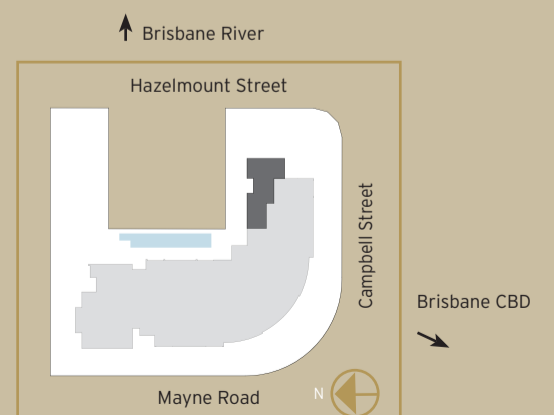 Brisbane River
Hazelmount Street
Campbell Street
Brisbane CBD
Mayne Road
N